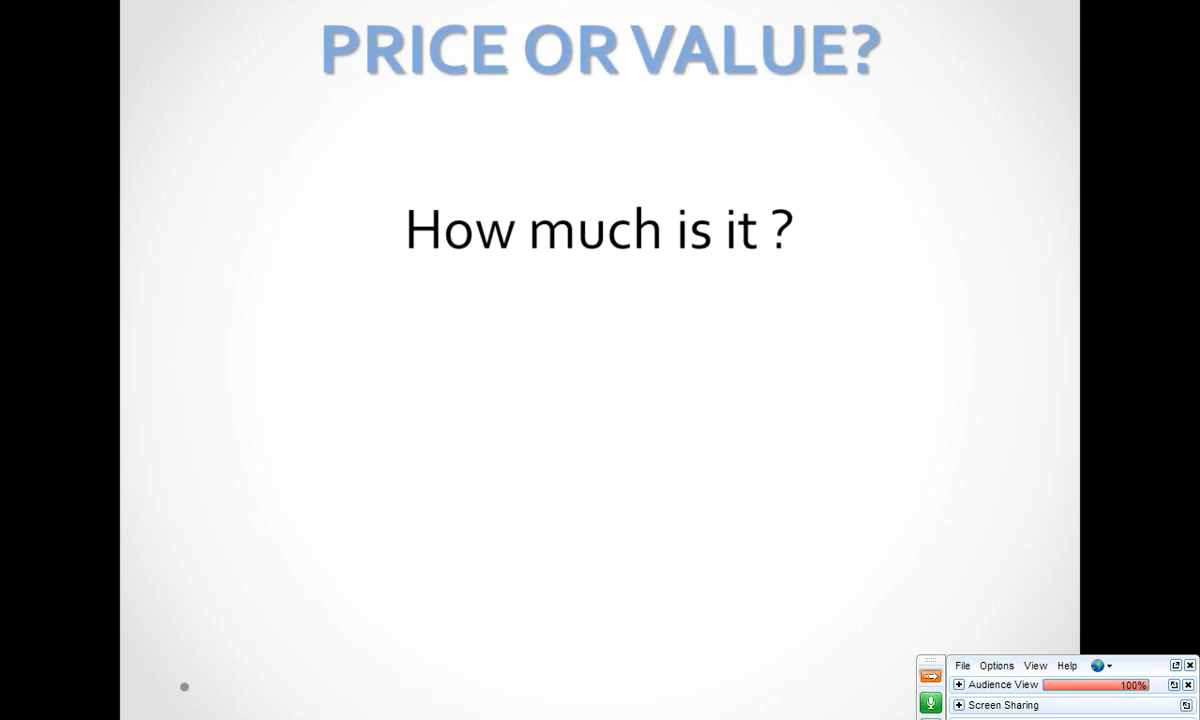 PRICE OR VALUE?
How much is it ?
File Options View Help
Audience View 100%
Screen Sharing